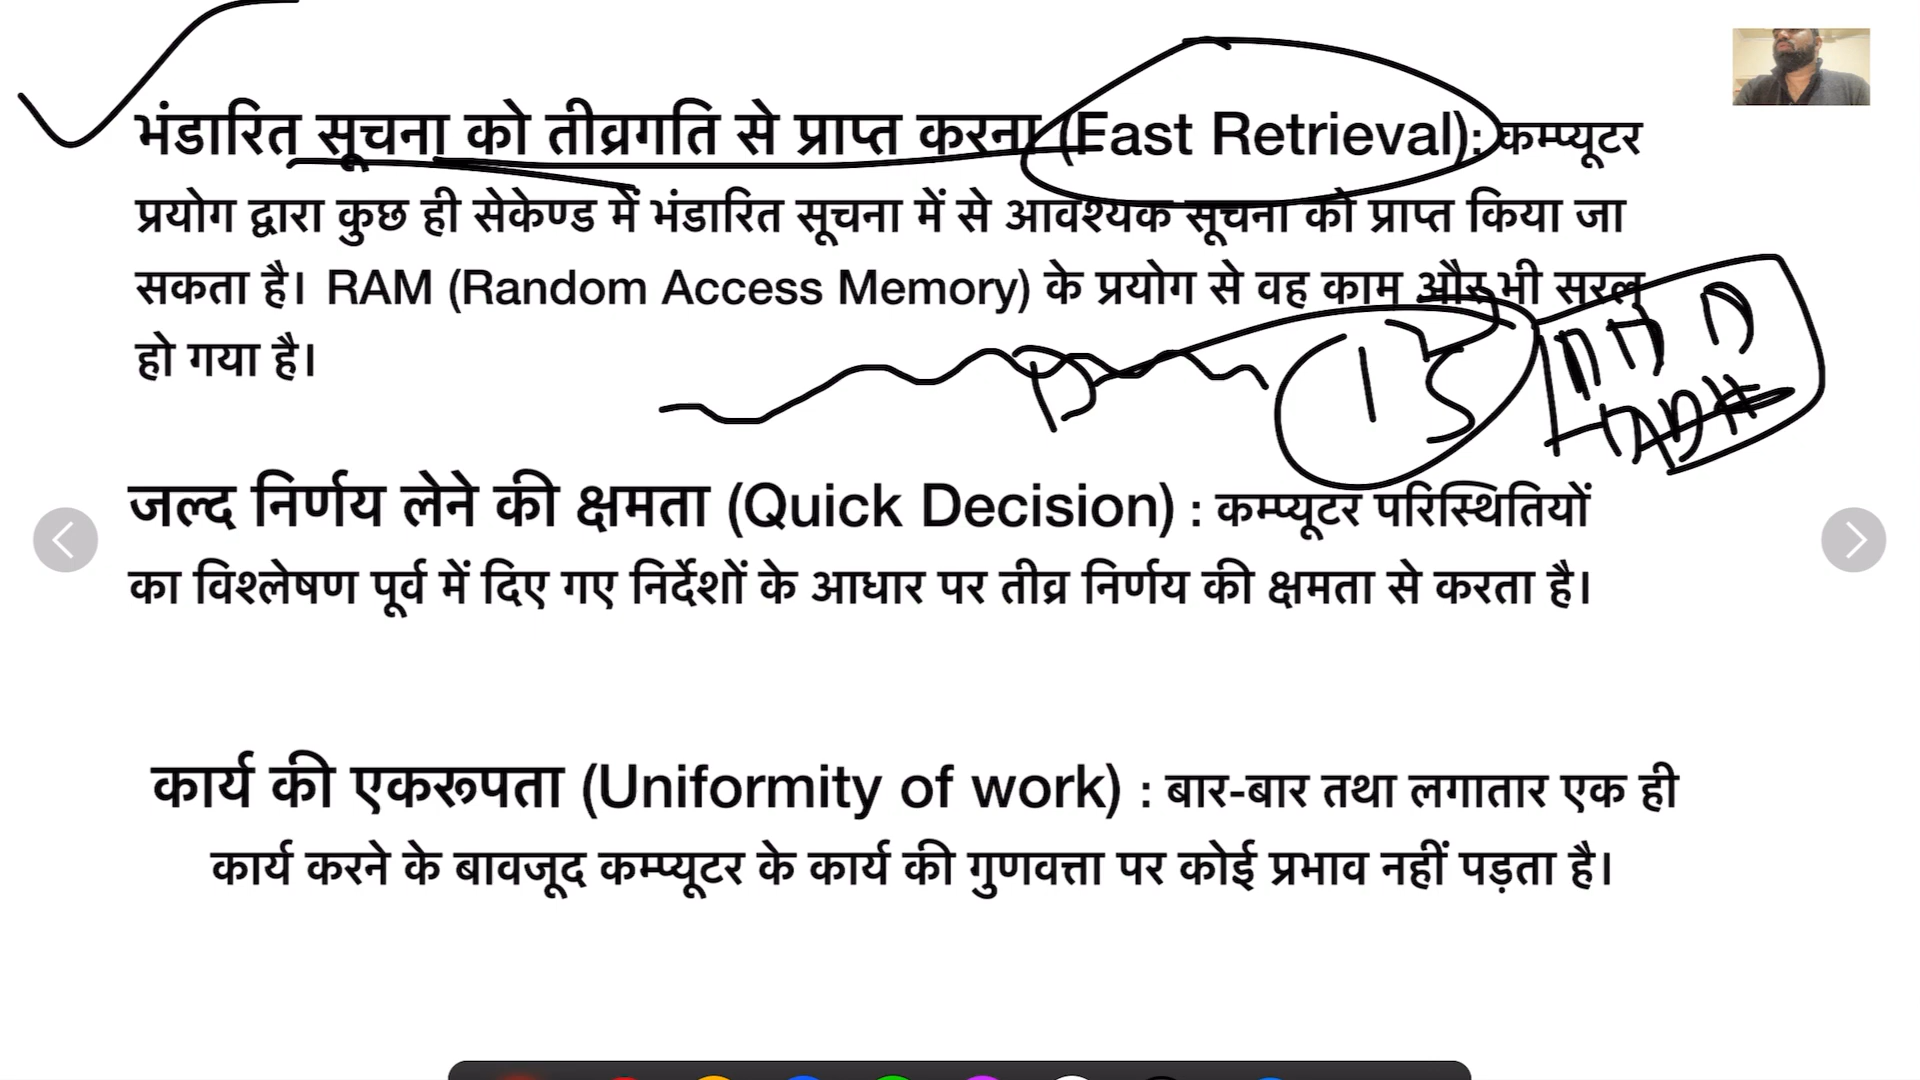 भंडारित सूचना को तीव्रगति से प्राप्त करना (Fast Retrieval): कम्प्यूटर
प्रयोग द्वारा कुछ ही सेकेण्ड में भंडारित सूचना में से आवश्यक सूचना को प्राप्त किया जा
सकता है। RAM (Random Access Memory) के प्रयोग से वह काम और भी सरल
हो गया है।
जल्द निर्णय लेने की क्षमता (Quick Decision) : कम्प्यूटर परिस्थितियों
का विश्लेषण पूर्व में दिए गए निर्देशों के आधार पर तीव्र निर्णय की क्षमता से करता है।
कार्य की एकरूपता (Uniformity of work) : बार-बार तथा लगातार एक ही
कार्य करने के बावजूद कम्प्यूटर के कार्य की गुणवत्ता पर कोई प्रभाव नहीं पड़ता है।